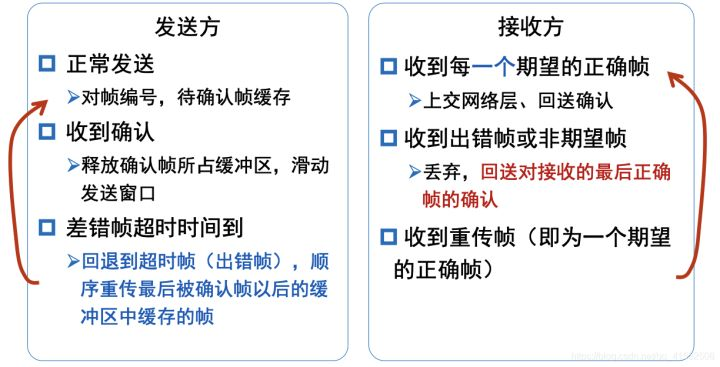 发送方
正常发送
对帧编号，待确认帧缓存
收到确认
释放确认帧所占缓冲区，滑动
发送窗口
差错帧超时时间到
回退到超时帧（出错帧），顺
序重传最后被确认帧以后的缓
冲区中缓存的帧
接收方
收到每一个期望的正确帧
上交网络层、回送确认
收到出错帧或非期望帧
丢弃，回送对接收的最后正确
帧的确认
收到重传帧（即为一个期望
的正确帧）